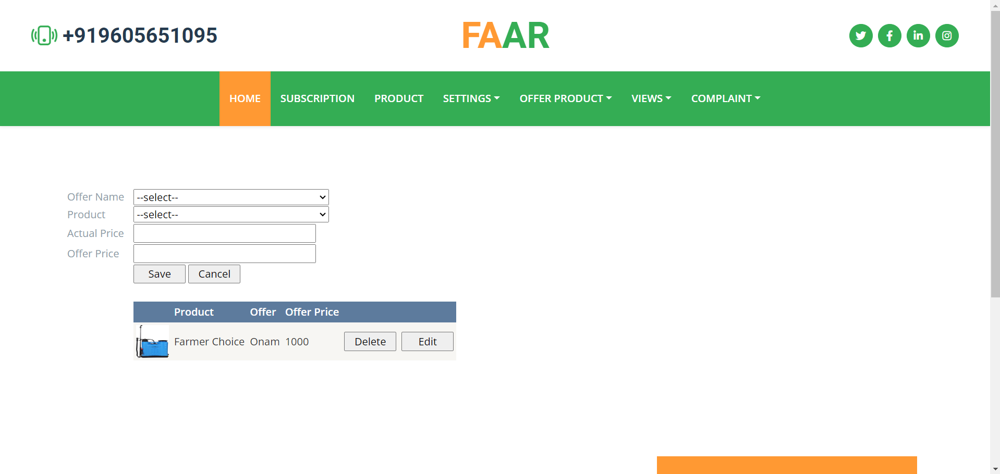 +919605651095
FAAR
HOME SUBSCRIPTION PRODUCT SETTINGS OFFER PRODUCT VIEWS COMPLAINT
Offer Name --select--
Product --select--
Actual Price
Offer Price
Save Cancel
Product Offer Offer Price
Farmer Choice Onam 1000 Delete Edit